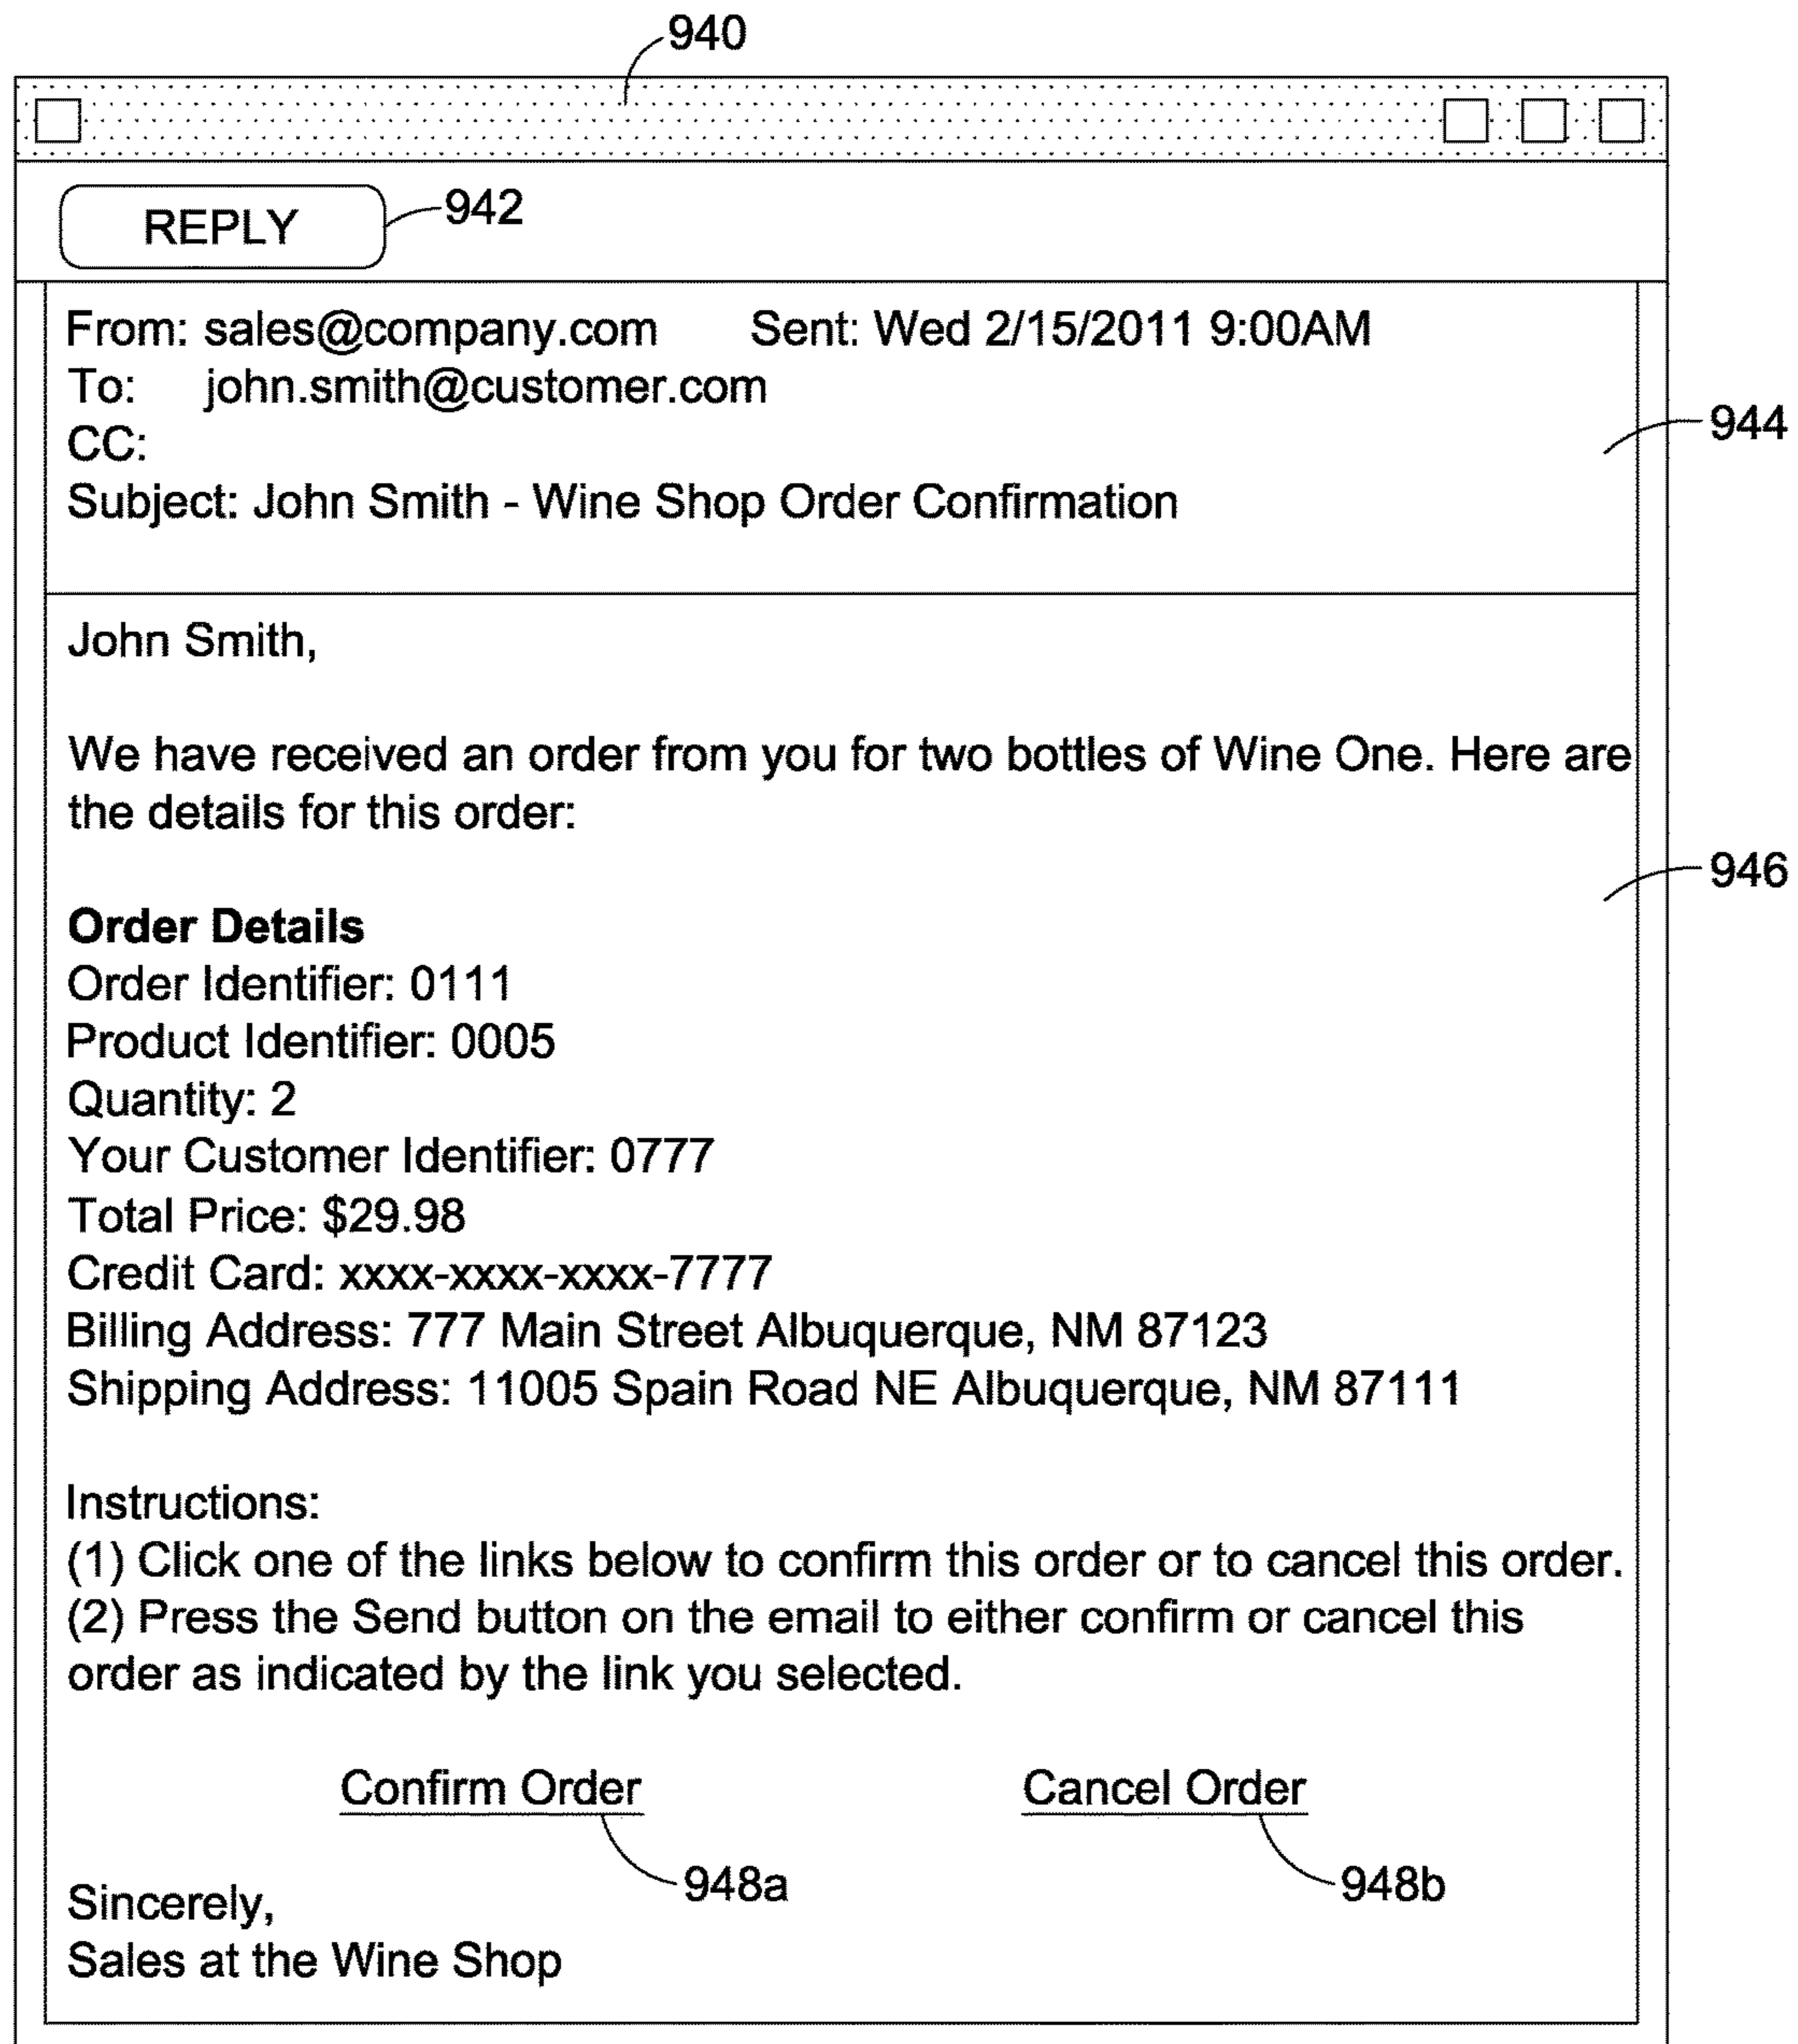 940
REPLY 942
From: sales@company.com Sent: Wed 2/15/2011 9:00AM
To: john.smith@customer.com
CC:
944
Subject: John Smith - Wine Shop Order Confirmation
John Smith,
We have received an order from you for two bottles of Wine One. Here are
the details for this order:
946
Order Details
Order Identifier: 0111
Product Identifier: 0005
Quantity: 2
Your Customer Identifier: 0777
Total Price: $29.98
Credit Card: xxxx-xxxx-xxxx-7777
Billing Address: 777 Main Street Albuquerque, NM 87123
Shipping Address: 11005 Spain Road NE Albuquerque, NM 87111
Instructions:
(1) Click one of the links below to confirm this order or to cancel this order.
(2) Press the Send button on the email to either confirm or cancel this
order as indicated by the link you selected.
Confirm Order Cancel Order
948a 948b
Sincerely,
Sales at the Wine Shop